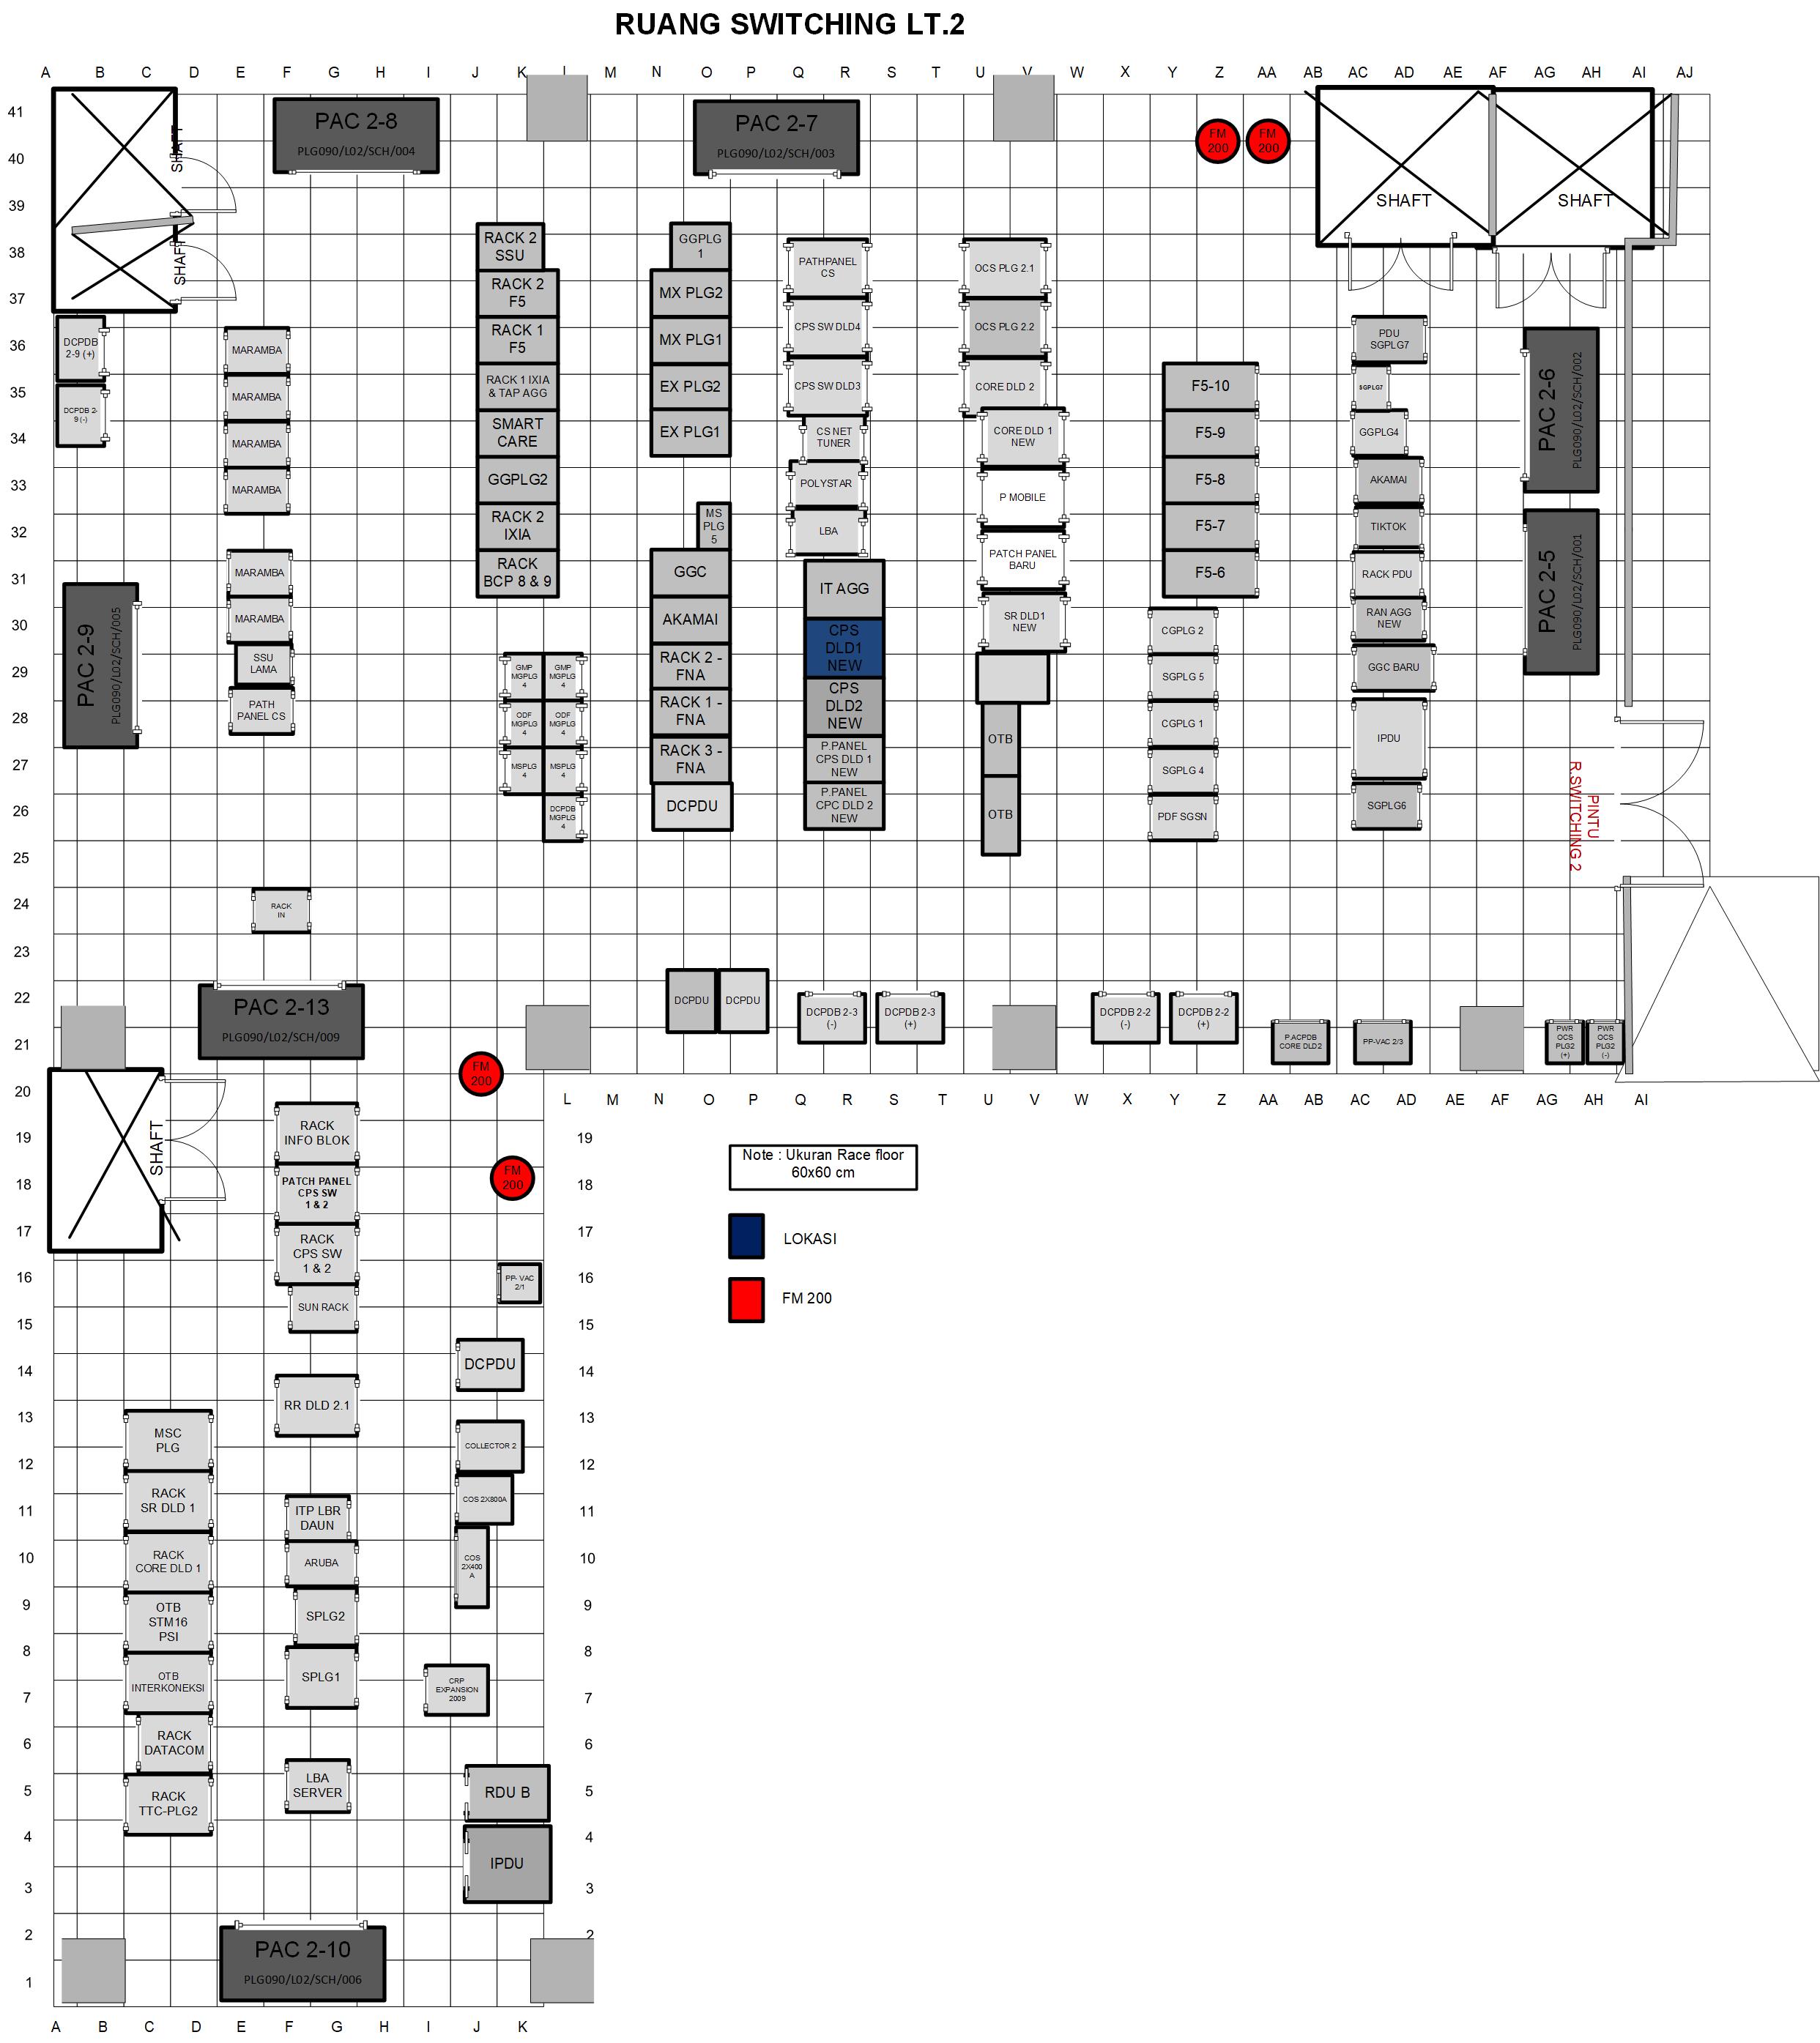 RUANG SWITCHING LT.2
A B C D E F G H I J K L M N O P Q R S T U V W X Y Z AA AB AC AD AE AF AG AH AI AJ
41
40
39
38
37
36
35
34
33
32
31
30
29
28
27
26
25
24
23
22
21
20
19
18
17
16
15
14
13
12
11
10
9
8
7
6
5
4
3
2
1
SHAFT
SHAFT
PAC 2-8
PLG090/L02/SCH/004
PAC 2-7
PLG090/L02/SCH/003
FM
200
FM
200
SHAFT
SHAFT
DCPDB
2-9 (+)
DCPDB 2-
9 (-)
PAC 2-9
PLG090/L02/SCH/005
MARAMBA
MARAMBA
MARAMBA
MARAMBA
MARAMBA
MARAMBA
SSU
LAMA
PATH
PANEL CS
RACK
IN
RACK 2
SSU
RACK 2
F5
RACK 1
F5
RACK 1 IXIA
& TAP AGG
SMART
CARE
GGPLG2
RACK 2
IXIA
RACK
BCP 8 & 9
GMP
MGPLG
4
GMP
MGPLG
4
ODF
MGPLG
4
ODF
MGPLG
4
MSPLG
4
MSPLG
4
DCPDB
MGPLG
4
GGPLG
1
MX PLG2
MX PLG1
EX PLG2
EX PLG1
MS
PLG
5
GGC
AKAMAI
RACK 2 -
FNA
RACK 1 -
FNA
RACK 3 -
FNA
DCPDU
PATHPANEL
CS
CPS SW DLD4
CPS SW DLD3
CS NET
TUNER
POLYSTAR
LBA
IT AGG
CPS
DLD1
NEW
CPS
DLD2
NEW
P.PANEL
CPS DLD 1
NEW
P.PANEL
CPC DLD 2
NEW
OCS PLG 2.1
OCS PLG 2.2
CORE DLD 2
CORE DLD 1
NEW
P MOBILE
PATCH PANEL
BARU
SR DLD1
NEW
OTB
OTB
F5-10
F5-9
F5-8
F5-7
F5-6
CGPLG 2
SGPLG 5
CGPLG 1
SGPLG 4
PDF SGSN
PDU
SGPLG7
SGPLG7
GGPLG4
AKAMAI
TIKTOK
RACK PDU
RAN AGG
NEW
GGC BARU
IPDU
SGPLG6
PAC 2-6
PLG090/L02/SCH/002
PAC 2-5
PLG090/L02/SCH/001
PINTU
R.SWITCHING 2
PAC 2-13
PLG090/L02/SCH/009
DCPDU
DCPDU
DCPDB 2-3
(-)
DCPDB 2-3
(+)
DCPDB 2-2
(-)
DCPDB 2-2
(+)
P.ACPDB
CORE DLD2
PP-VAC 2/3
PWR
OCS
PLG2
(+)
PWR
OCS
PLG2
(-)
L M N O P Q R S T U V W X Y Z AA AB AC AD AE AF AG AH AI
FM
200
FM
200
SHAFT
RACK
INFO BLOK
PATCH PANEL
CPS SW
1 & 2
RACK
CPS SW
1 & 2
SUN RACK
PP- VAC
2/1
DCPDU
RR DLD 2.1
COLLECTOR 2
COS 2X800A
COS
2X400
A
MSC
PLG
RACK
SR DLD 1
RACK
CORE DLD 1
OTB
STM16
PSI
OTB
INTERKONEKSI
RACK
DATACOM
RACK
TTC-PLG2
ITP LBR
DAUN
ARUBA
SPLG2
SPLG1
LBA
SERVER
CRP
EXPANSION
2009
RDU B
IPDU
PAC 2-10
PLG090/L02/SCH/006
19
18
17
16
15
14
13
12
11
10
9
8
7
6
5
4
3
2
A B C D E F G H I J K
Note : Ukuran Race floor
60x60 cm
LOKASI
FM 200